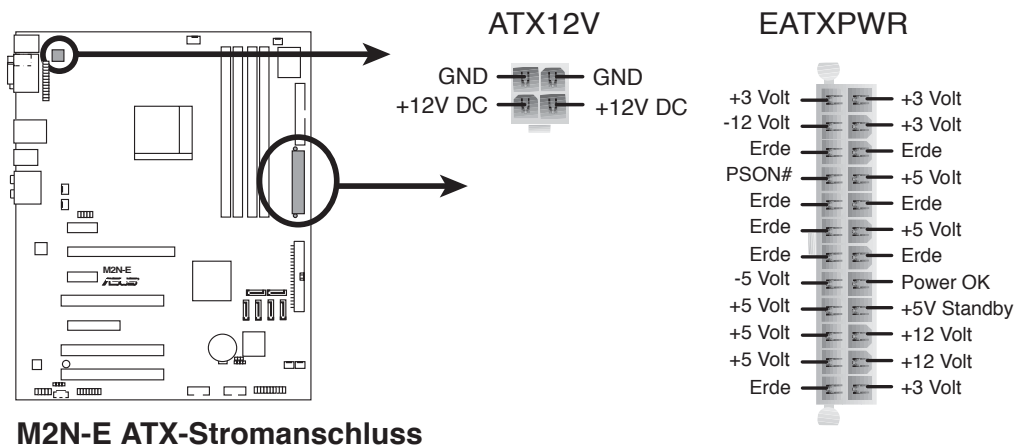 ATX12V
EATXPWR
GND
GND
+12V DC
+12V DC
+3 Volt
+3 Volt
-12 Volt
+3 Volt
Erde
Erde
PSON#
+5 Volt
Erde
Erde
Erde
+5 Volt
Erde
Erde
-5 Volt
Power OK
+5 Volt
+5V Standby
+5 Volt
+12 Volt
+5 Volt
+12 Volt
Erde
+3 Volt
M2N-E
ASUS
M2N-E ATX-Stromanschluss